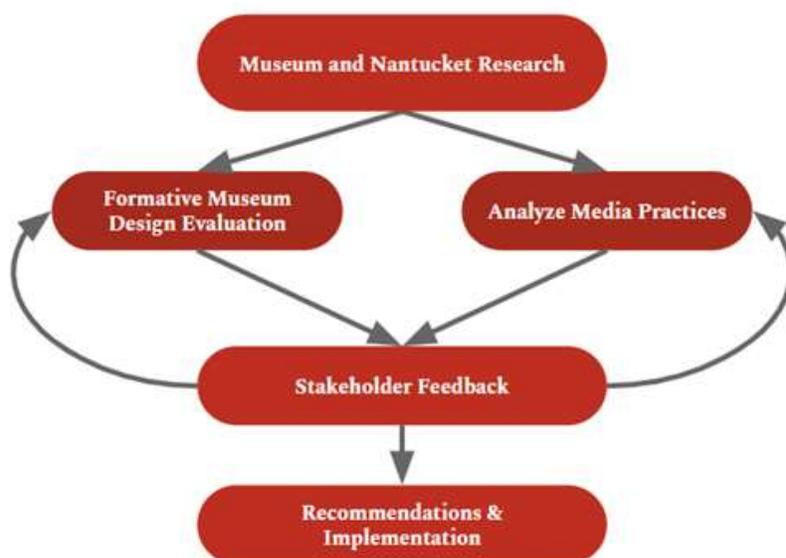 Museum and Nantucket Research
Formative Museum
Design Evaluation
Analyze Media Practices
Stakeholder Feedback
Recommendations &
Implementation